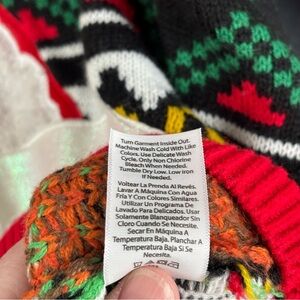 Turn Garment Inside Out.
Machine Wash Cold With Like
Colors. Use Delicate Wash
Cycle. Only Non Chlorine
Bleach When Needed.
Tumble Dry Low. Low Iron
If Needed.
Voltear La Prenda Al Revés.
Lavar A Máquina Con Agua
Fría Y Con Colores Similares.
Utilizar Un Programa De
Lavado Para Delicados. Usar
Solamente Blanqueador Sin
Cloro Cuando Se Necesite.
Secar En Máquina A
Temperatura Baja. Planchar A
Temperatura Baja Si Se
Necesita.